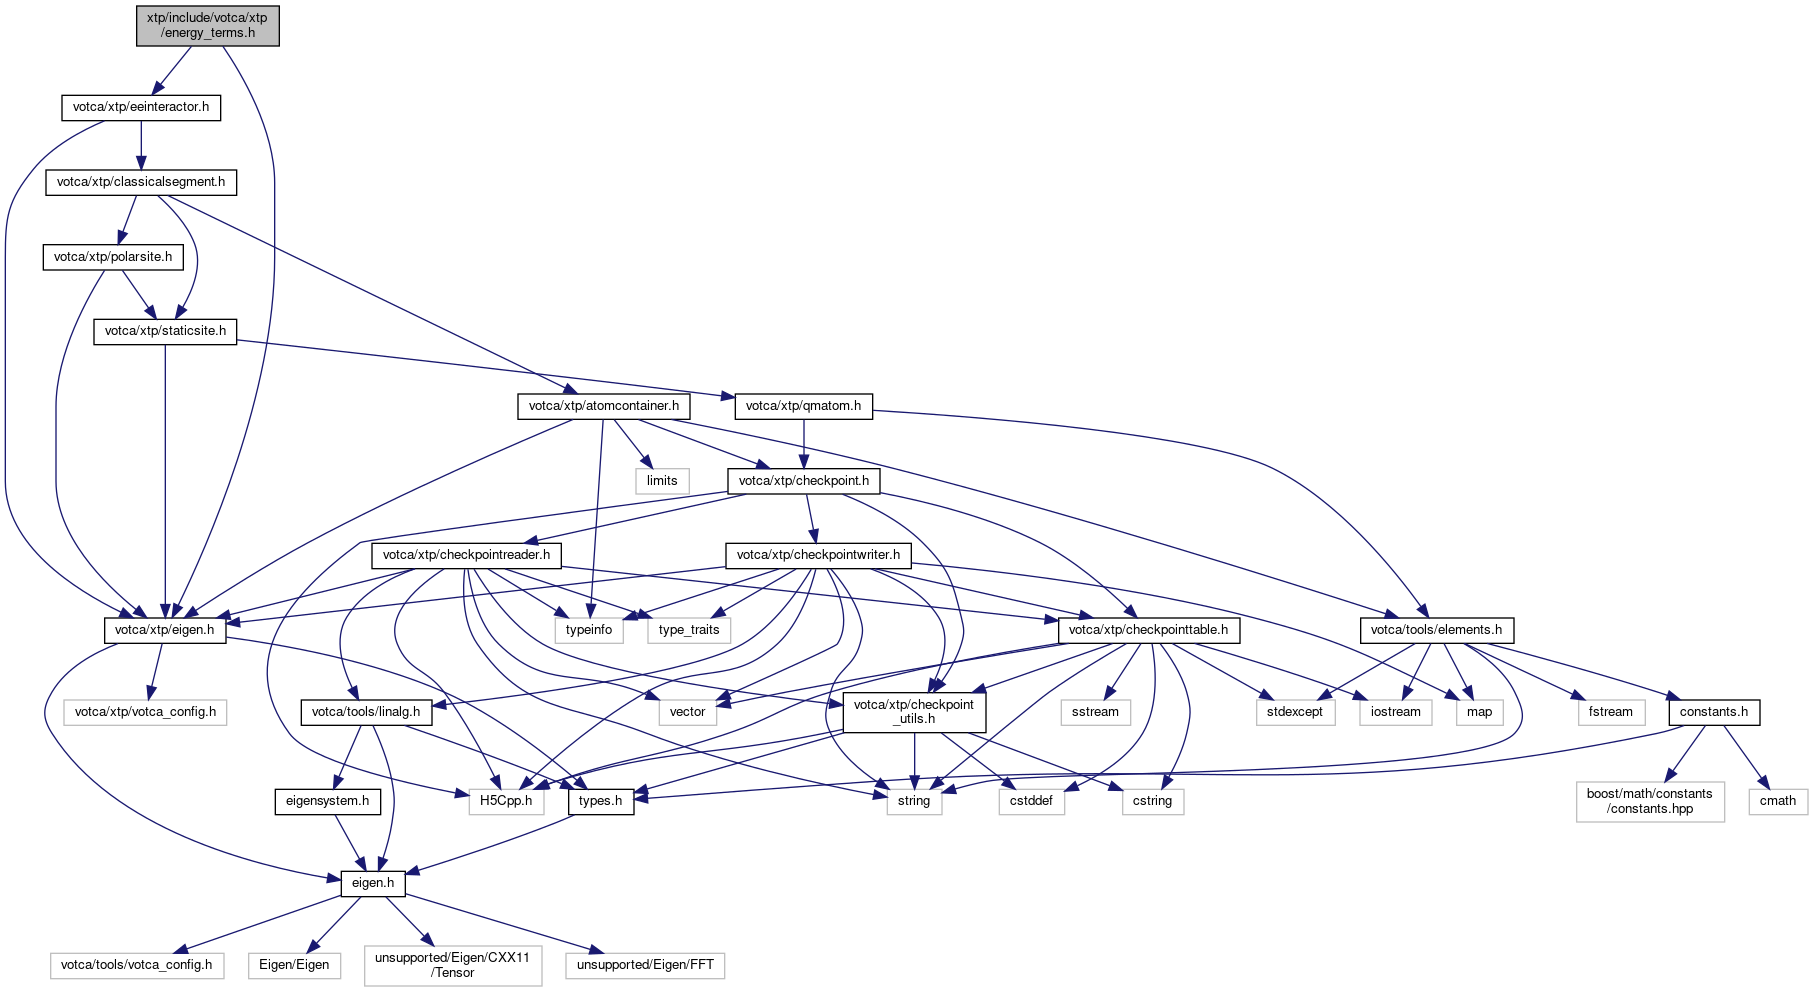 xtp/include/votca/xtp
/energy_terms.h
votca/xtp/eeinteractor.h
votca/xtp/classicalsegment.h
votca/xtp/polarsite.h
votca/xtp/staticsite.h
votca/xtp/atomcontainer.h
votca/xtp/qmatom.h
limits
votca/xtp/checkpoint.h
votca/xtp/checkpointreader.h
votca/xtp/checkpointwriter.h
votca/xtp/eigen.h
typeinfo
type_traits
votca/xtp/checkpointtable.h
votca/tools/elements.h
votca/xtp/votca_config.h
votca/tools/linalg.h
vector
votca/xtp/checkpoint
_utils.h
sstream
stdexcept
iostream
map
fstream
constants.h
eigensystem.h
H5Cpp.h
types.h
string
cstddef
cstring
boost/math/constants
/constants.hpp
cmath
eigen.h
votca/tools/votca_config.h
Eigen/Eigen
unsupported/Eigen/CXX11
/Tensor
unsupported/Eigen/FFT